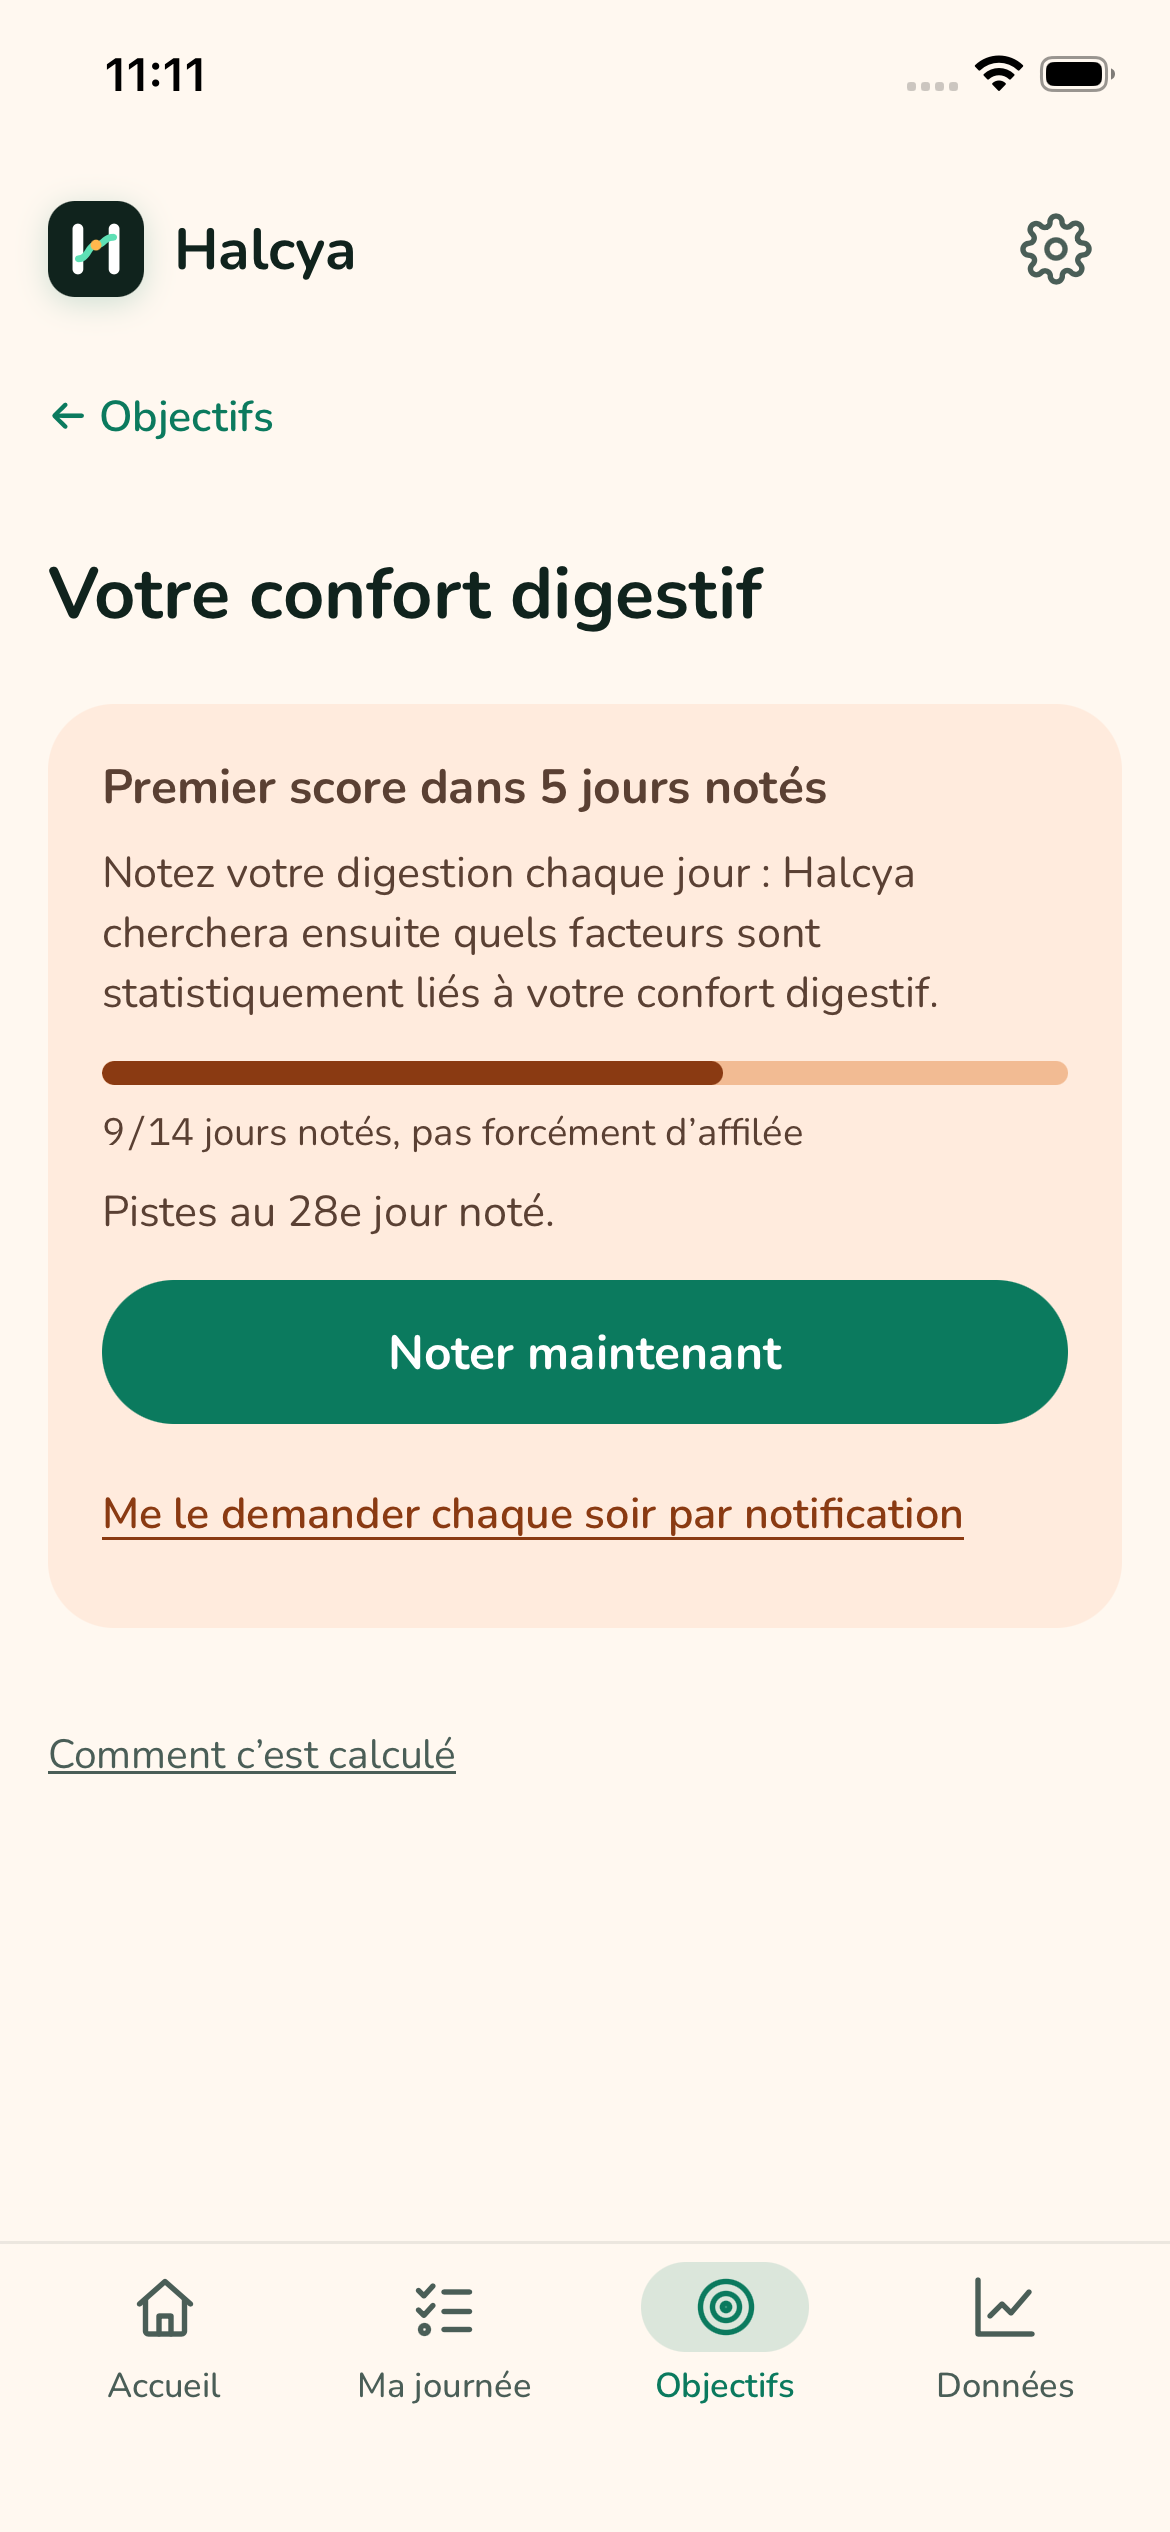 11:11
Halcya
← Objectifs
Votre confort digestif
Premier score dans 5 jours notés
Notez votre digestion chaque jour : Halcya
cherchera ensuite quels facteurs sont
statistiquement liés à votre confort digestif.
9/14 jours notés, pas forcément d’affilée
Pistes au 28e jour noté.
Noter maintenant
Me le demander chaque soir par notification
Comment c’est calculé
Accueil
Ma journée
Objectifs
Données